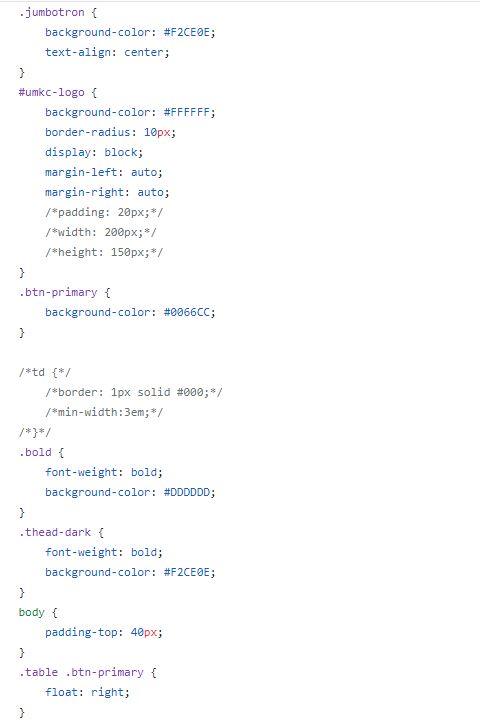 .jumbotron {
    background-color: #F2CE0E;
    text-align: center;
}
#umkc-logo {
    background-color: #FFFFFF;
    border-radius: 10px;
    display: block;
    margin-left: auto;
    margin-right: auto;
    /*padding: 20px;*/
    /*width: 200px;*/
    /*height: 150px;*/
}
.btn-primary {
    background-color: #0066CC;
}

/*td {*/
    /*border: 1px solid #000;*/
    /*min-width:3em;*/
/*}*/
.bold {
    font-weight: bold;
    background-color: #DDDDDD;
}
.thead-dark {
    font-weight: bold;
    background-color: #F2CE0E;
}
body {
    padding-top: 40px;
}
.table .btn-primary {
    float: right;
}